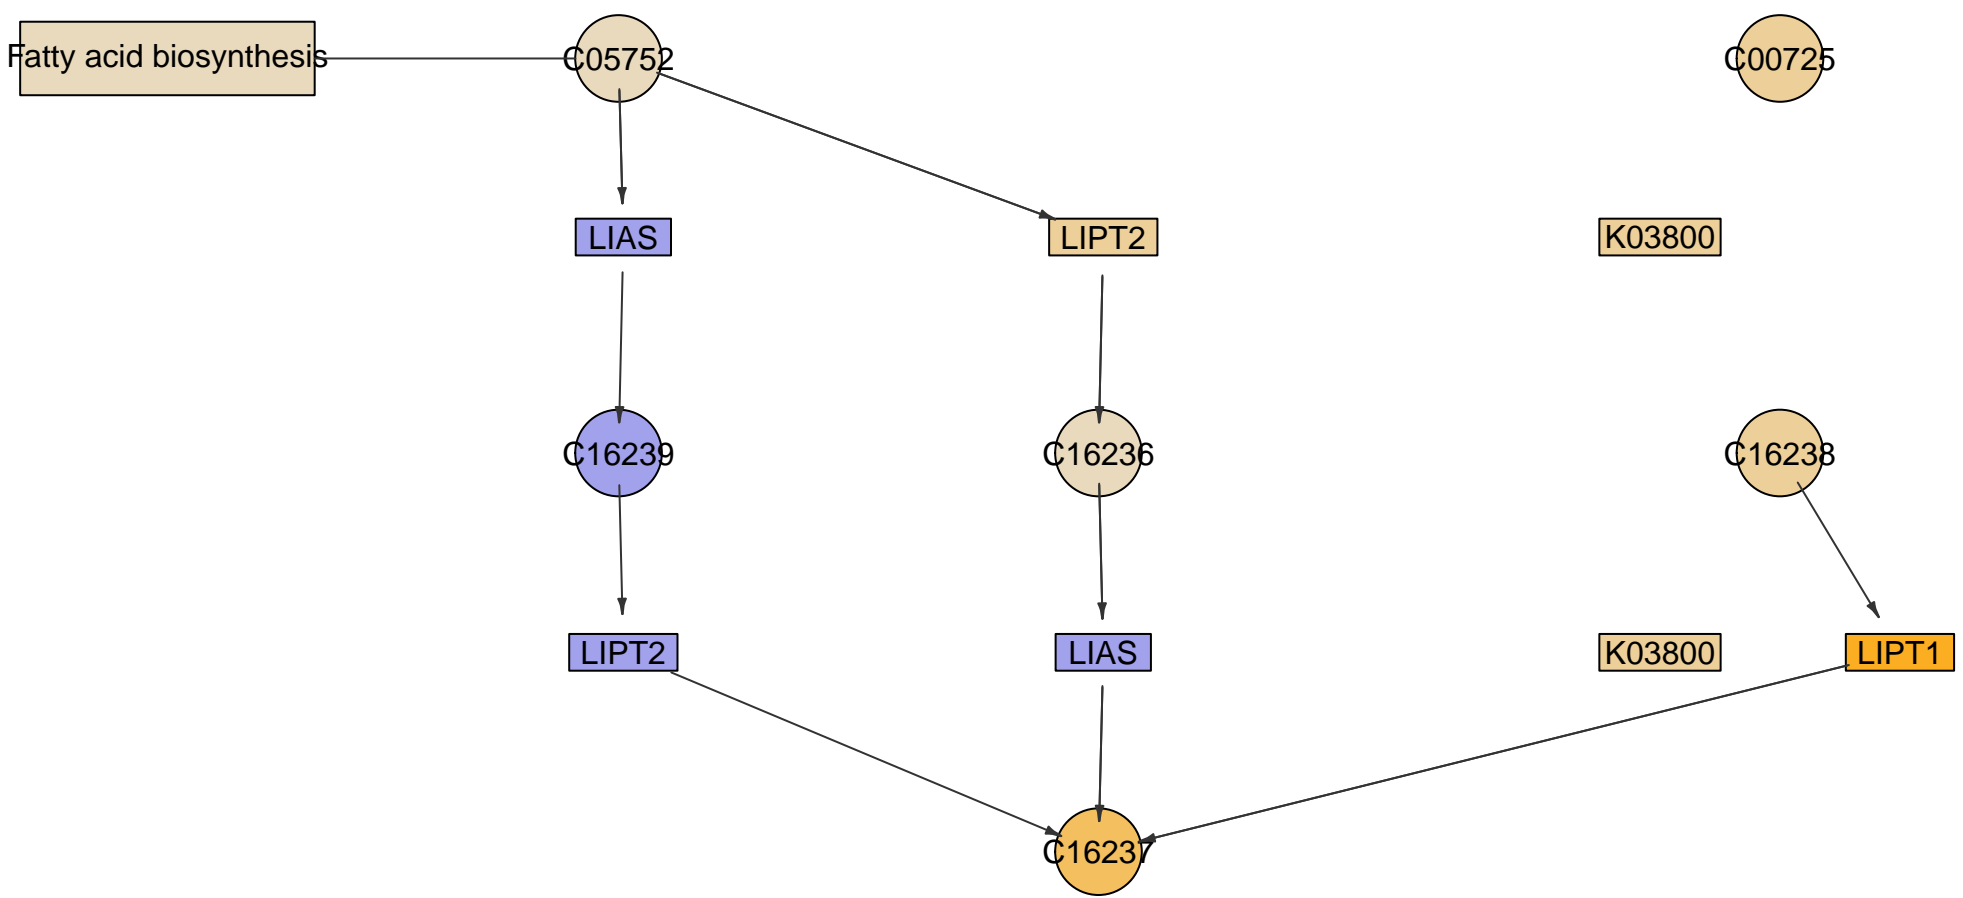 Fatty acid biosynthesis
C05752
C00725
LIAS
LIPT2
K03800
C16239
C16236
C16238
LIPT2
LIAS
K03800
LIPT1
C16237